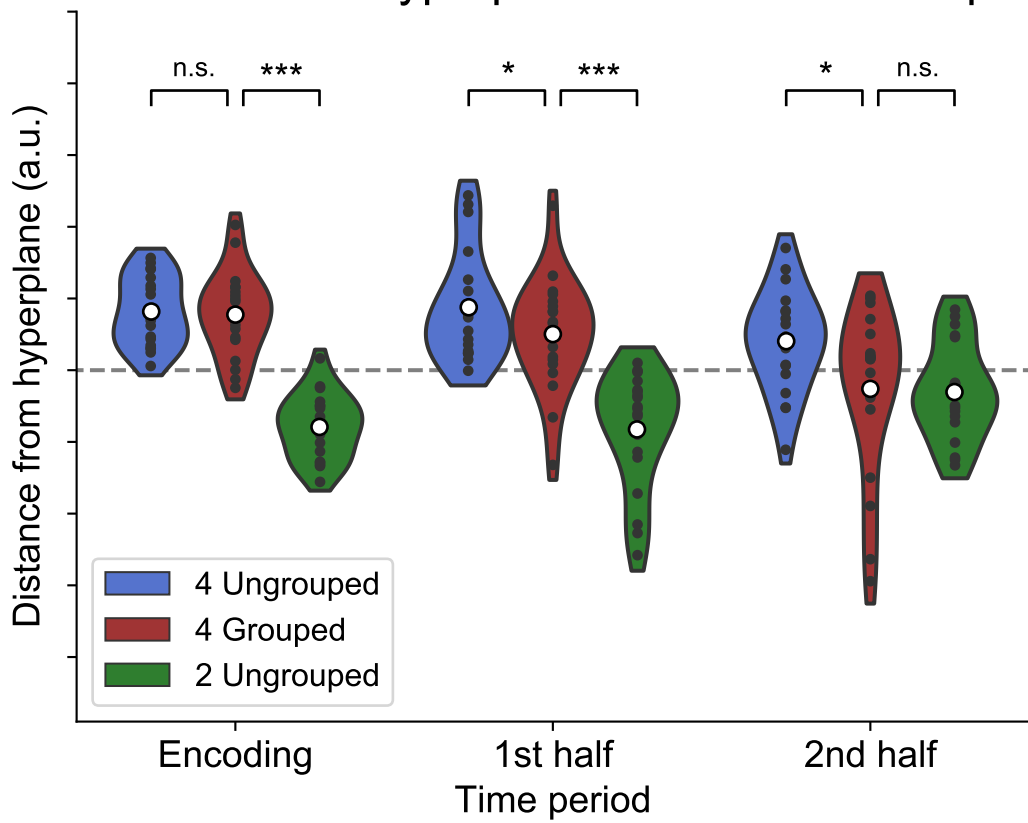 n.s. *** * *** * n.s.
Distance from hyperplane (a.u.)
4 Ungrouped
4 Grouped
2 Ungrouped
Encoding 1st half 2nd half
Time period